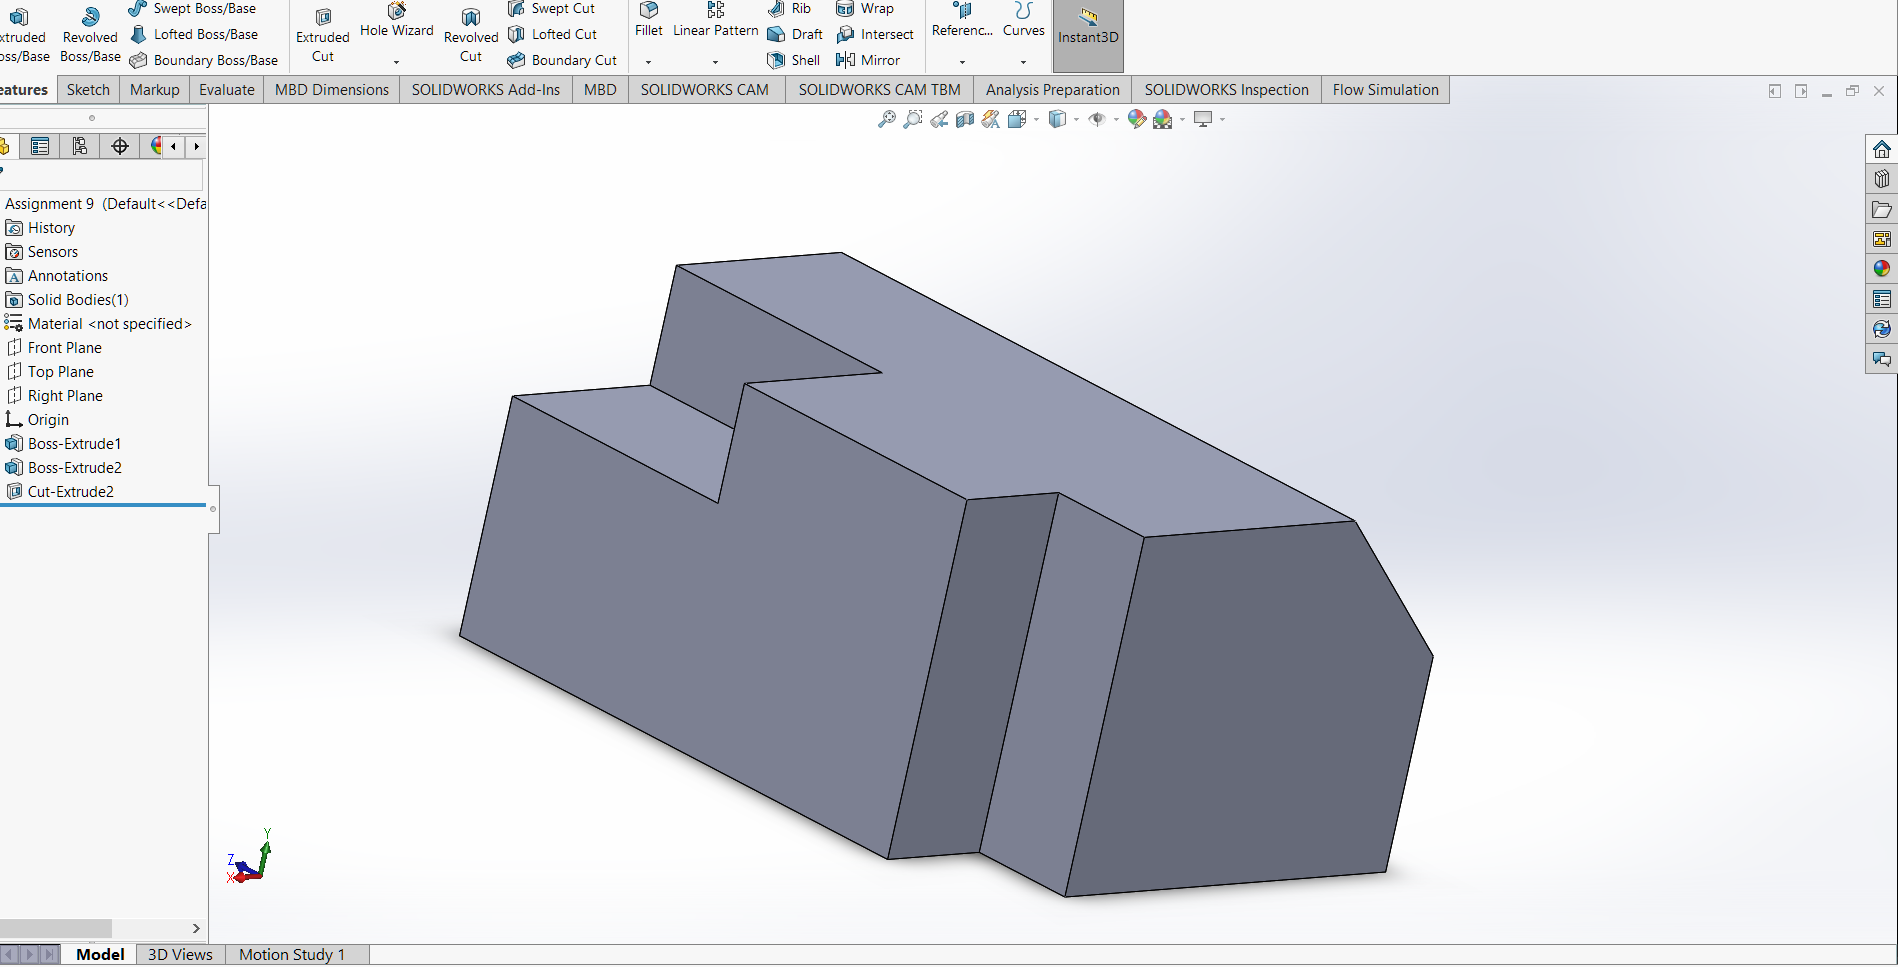 Swept Boss/Base
Lofted Boss/Base
Boundary Boss/Base
xtruded
oss/Base
Revolved
Boss/Base
Extruded
Cut
Hole Wizard
Revolved
Cut
Swept Cut
Lofted Cut
Boundary Cut
Fillet
Linear Pattern
Rib
Draft
Shell
Wrap
Intersect
Mirror
Referenc...
Curves
Instant3D
eatures Sketch Markup Evaluate MBD Dimensions SOLIDWORKS Add-Ins MBD SOLIDWORKS CAM SOLIDWORKS CAM TBM Analysis Preparation SOLIDWORKS Inspection Flow Simulation
Assignment 9 (Default<<Defa
History
Sensors
A Annotations
Solid Bodies(1)
Material <not specified>
Front Plane
Top Plane
Right Plane
Origin
Boss-Extrude1
Boss-Extrude2
Cut-Extrude2
Y
Z
X
Model 3D Views Motion Study 1